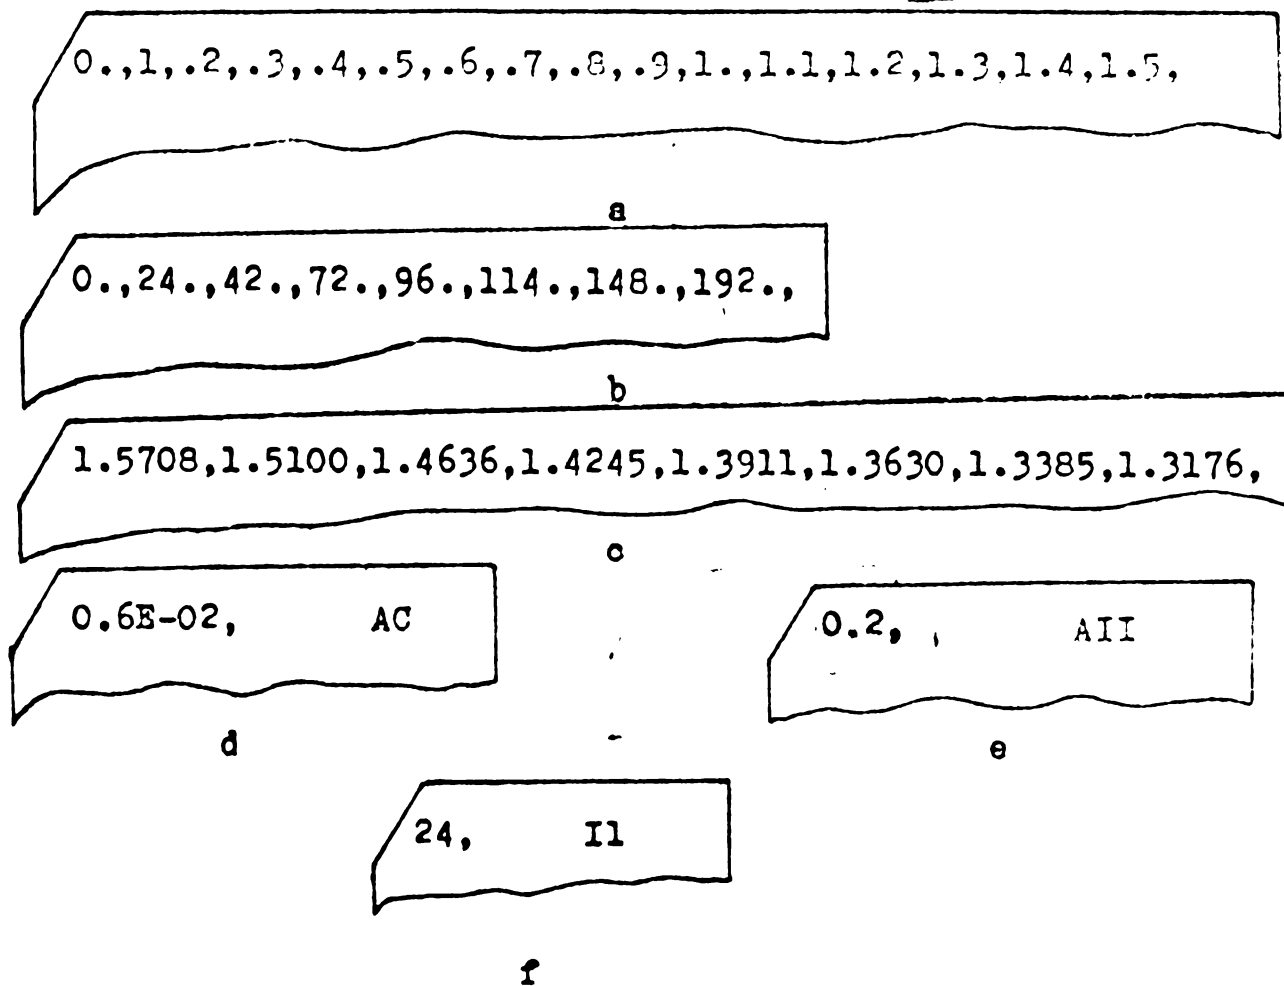 0.,1,.2,.3,.4,.5,.6,.7,.8,.9,1.,1.1,1.2,1.3,1.4,1.5,
a
0.,24.,42.,72.,96.,114.,148.,192.,
b
1.5708,1.5100,1.4636,1.4245,1.3911,1.3630,1.3385,1.3176,
c
0.6E-02, AC
0.2, AII
d
e
24, I1
f